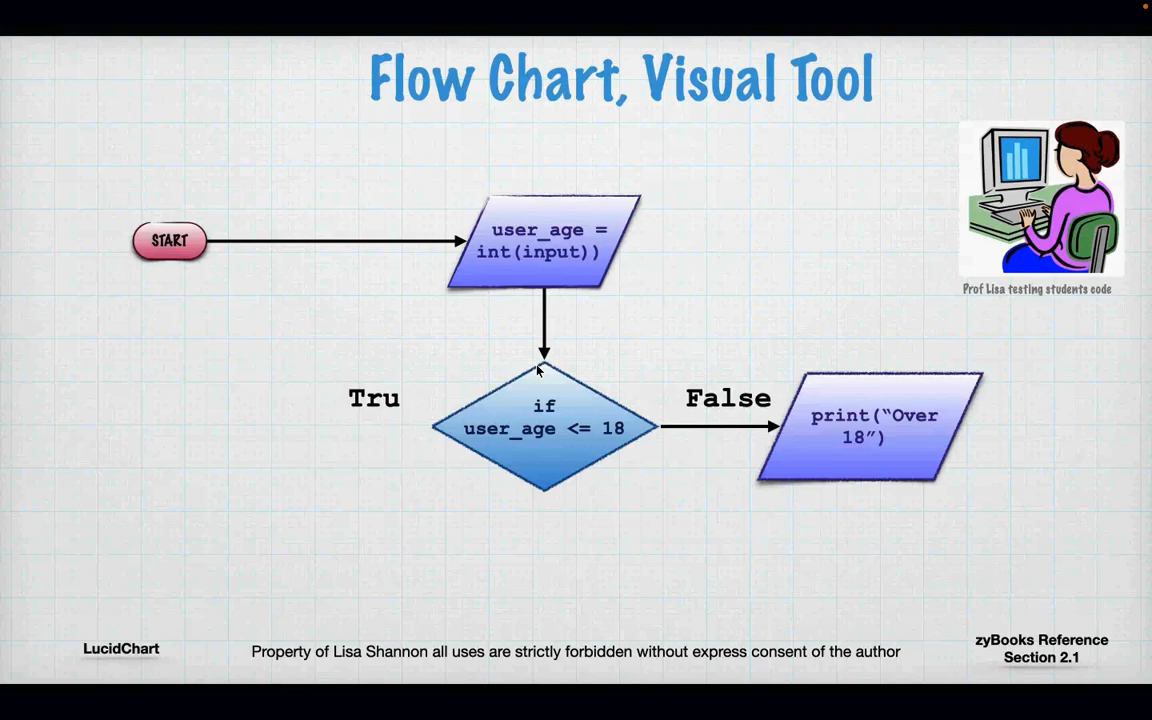 Flow Chart, Visual Tool
START
user_age =
int(input))
Prof Lisa testing students code
Tru
if
user_age <= 18
False
print(“Over
18”)
LucidChart
Property of Lisa Shannon all uses are strictly forbidden without express consent of the author
zyBooks Reference
Section 2.1